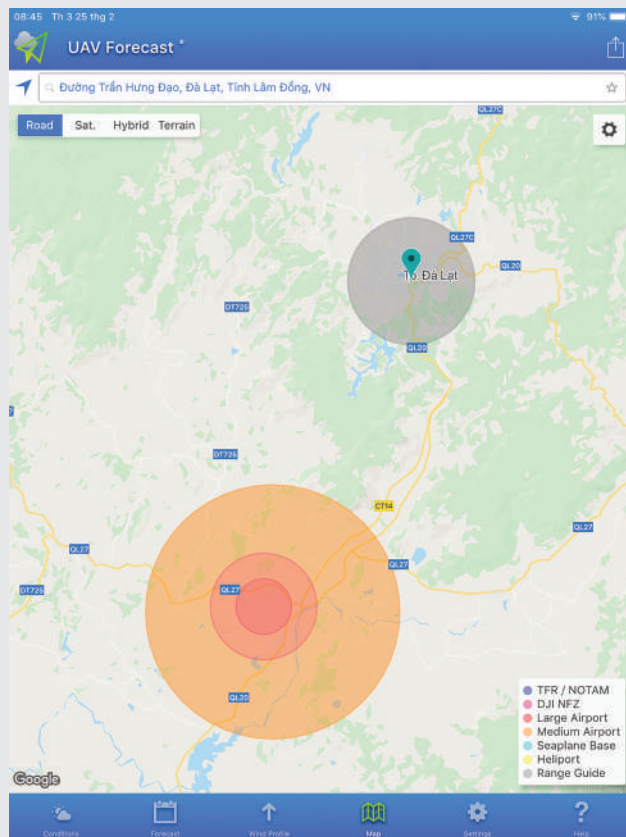 08:45 Th 3 25 thg 2
91%
UAV Forecast
Đường Trần Hưng Đạo, Đà Lạt, Tỉnh Lâm Đồng, VN
Road Sat. Hybrid Terrain
QL27C
QL27C
Tp. Đà Lạt
QL20
ĐT725
QL20
ĐT725
CT14
QL27
QL27
QL27
QL27
ĐT725
QL20
TFR / NOTAM
DJI NFZ
Large Airport
Medium Airport
Seaplane Base
Heliport
Range Guide
Google
Conditions Forecast Wind Profile Map Settings Help